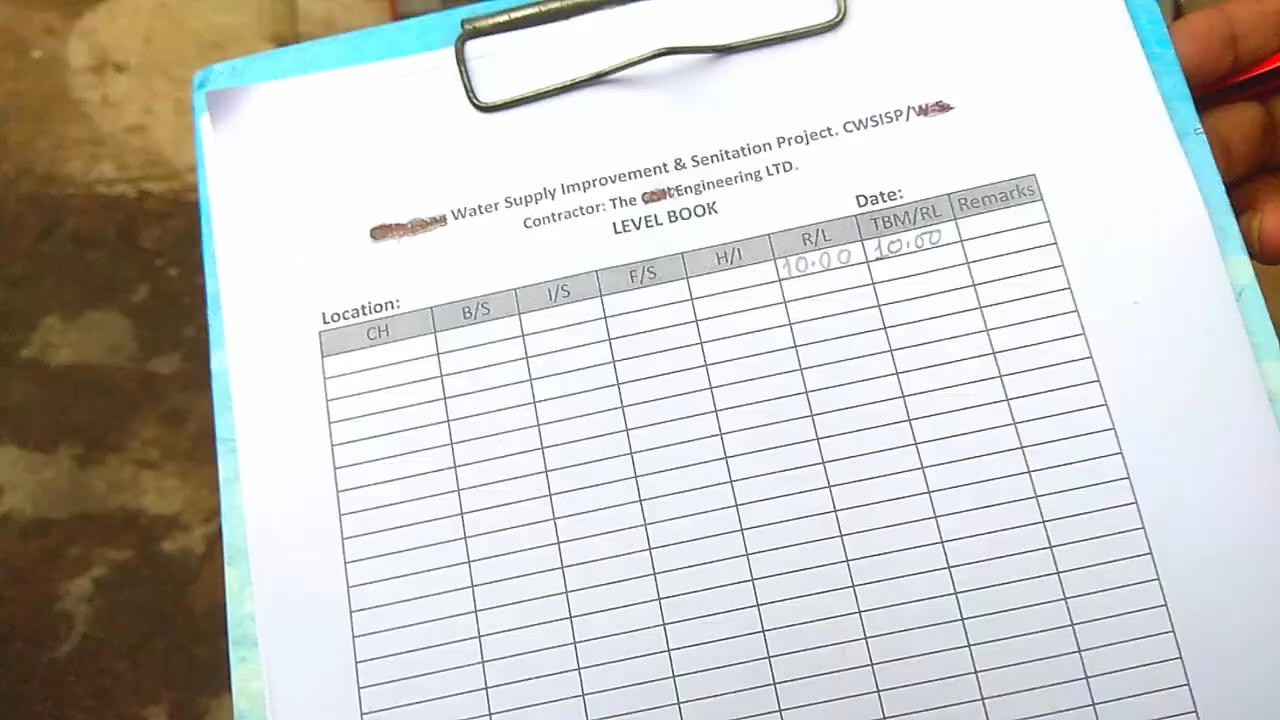 Water Supply Improvement & Senitation Project. CWSISP/
Contractor: The Engineering LTD.
LEVEL BOOK
Location: Date:
CH B/S I/S F/S H/I R/L TBM/RL Remarks
10.00 10.00